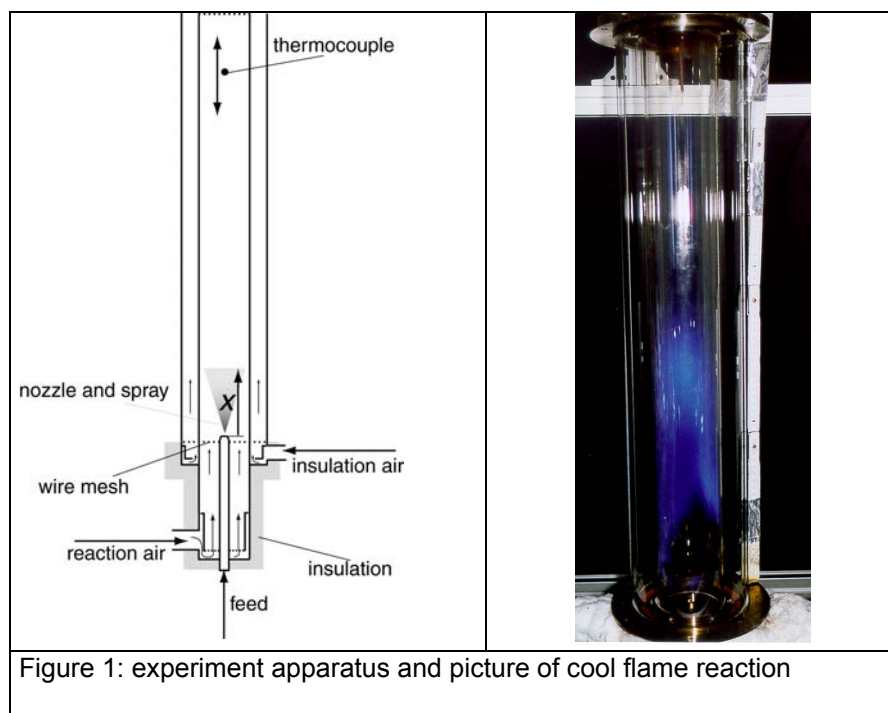 thermocouple
nozzle and spray
X
insulation air
wire mesh
reaction air
insulation
feed
Figure 1: experiment apparatus and picture of cool flame reaction